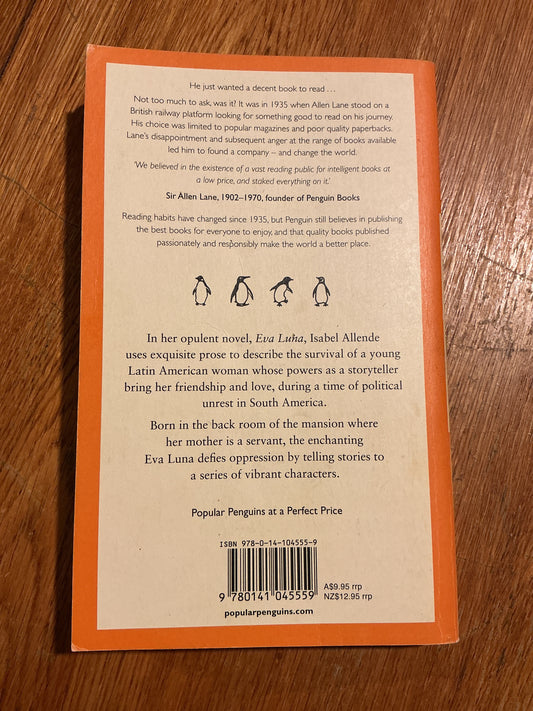 He just wanted a decent book to read . . .
Not too much to ask, was it? It was in 1935 when Allen Lane stood on a
British railway platform looking for something good to read on his journey.
His choice was limited to popular magazines and poor quality paperbacks.
Lane's disappointment and subsequent anger at the range of books available
led him to found a company – and change the world.
'We believed in the existence of a vast reading public for intelligent books at
a low price, and staked everything on it.'
Sir Allen Lane, 1902–1970, founder of Penguin Books
Reading habits have changed since 1935, but Penguin still believes in publishing
the best books for everyone to enjoy, and that quality books published
passionately and responsibly make the world a better place.
In her opulent novel, Eva Luna, Isabel Allende
uses exquisite prose to describe the survival of a young
Latin American woman whose powers as a storyteller
bring her friendship and love, during a time of political
unrest in South America.
Born in the back room of the mansion where
her mother is a servant, the enchanting
Eva Luna defies oppression by telling stories to
a series of vibrant characters.
Popular Penguins at a Perfect Price
ISBN 978-0-14-104555-9
9 780141 045559
A$9.95 rrp
NZ$12.95 rrp
popularpenguins.com